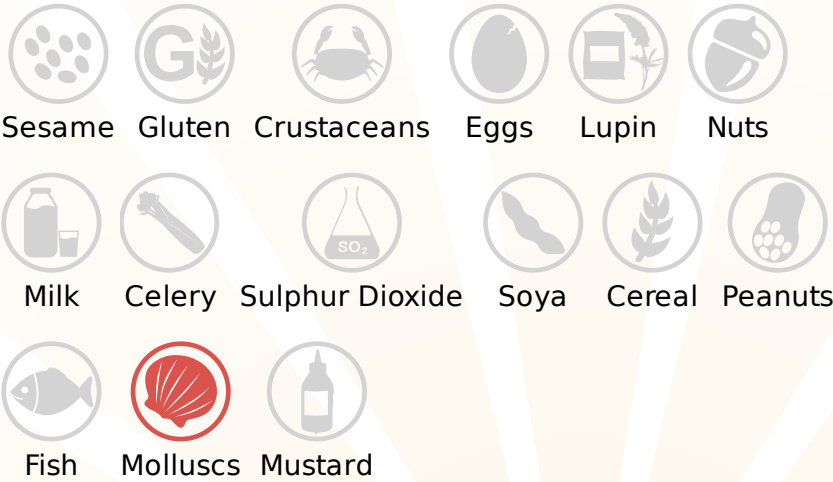 G
Sesame Gluten Crustaceans Eggs Lupin Nuts
SO₂
Milk Celery Sulphur Dioxide Soya Cereal Peanuts
Fish Molluscs Mustard